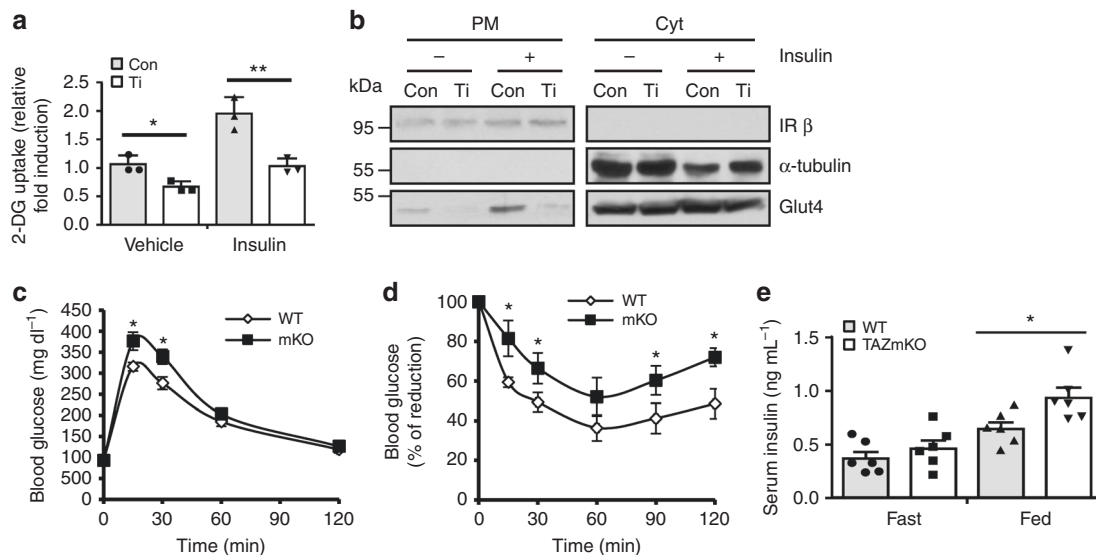 a
2-DG uptake (relative
fold induction)
2.5
2.0
1.5
1.0
0.5
0.0
Con
Ti
*
**
Vehicle
Insulin
b
PM
Cyt
– + – + Insulin
kDa Con Ti Con Ti Con Ti Con Ti
95
IR β
55
α-tubulin
55
Glut4
c
Blood glucose (mg dl–1)
450
400
350
300
250
200
150
100
500
0
WT
mKO
* *
0 30 60 90 120
Time (min)
d
Blood glucose
(% of reduction)
100
80
60
40
20
0
WT
mKO
* * * *
0 30 60 90 120
Time (min)
e
Serum insulin (ng mL–1)
1.5
1.0
0.5
0.0
WT
TAZmKO
*
Fast
Fed